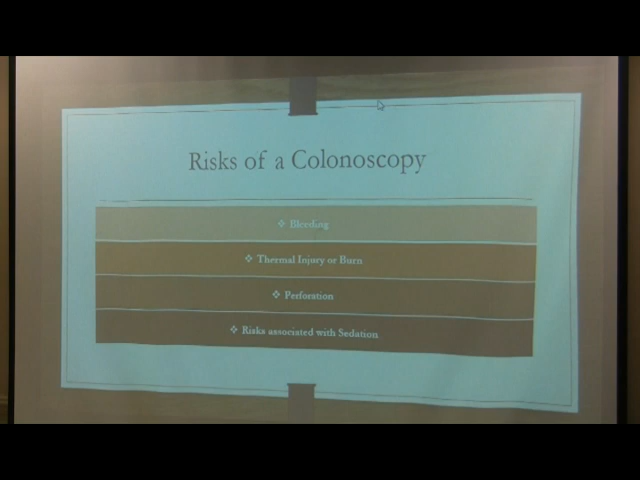 Risks of a Colonoscopy
❖ Bleeding
❖ Thermal Injury or Burn
❖ Perforation
❖ Risks associated with Sedation